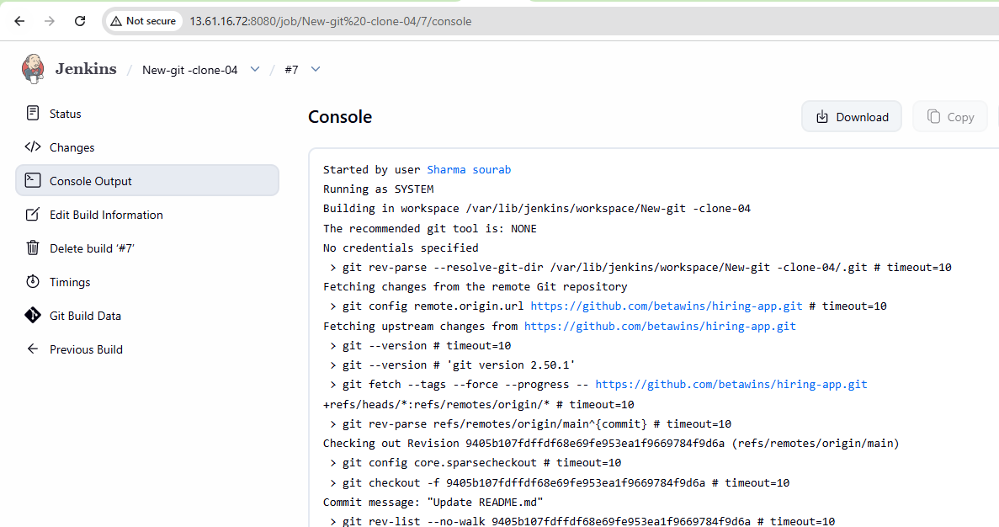 Not secure 13.61.16.72:8080/job/New-git%20-clone-04/7/console
Jenkins / New-git -clone-04 / #7
Status
Changes
Console Output
Edit Build Information
Delete build ‘#7’
Timings
Git Build Data
Previous Build
Console
Download
Copy
Started by user Sharma sourab
Running as SYSTEM
Building in workspace /var/lib/jenkins/workspace/New-git -clone-04
The recommended git tool is: NONE
No credentials specified
> git rev-parse --resolve-git-dir /var/lib/jenkins/workspace/New-git -clone-04/.git # timeout=10
Fetching changes from the remote Git repository
> git config remote.origin.url https://github.com/betawins/hiring-app.git # timeout=10
Fetching upstream changes from https://github.com/betawins/hiring-app.git
> git --version # timeout=10
> git --version # 'git version 2.50.1'
> git fetch --tags --force --progress -- https://github.com/betawins/hiring-app.git
+refs/heads/*:refs/remotes/origin/* # timeout=10
> git rev-parse refs/remotes/origin/main^{commit} # timeout=10
Checking out Revision 9405b107fdffdf68e69fe953ea1f9669784f9d6a (refs/remotes/origin/main)
> git config core.sparsecheckout # timeout=10
> git checkout -f 9405b107fdffdf68e69fe953ea1f9669784f9d6a # timeout=10
Commit message: "Update README.md"
> git rev-list --no-walk 9405b107fdffdf68e69fe953ea1f9669784f9d6a # timeout=10